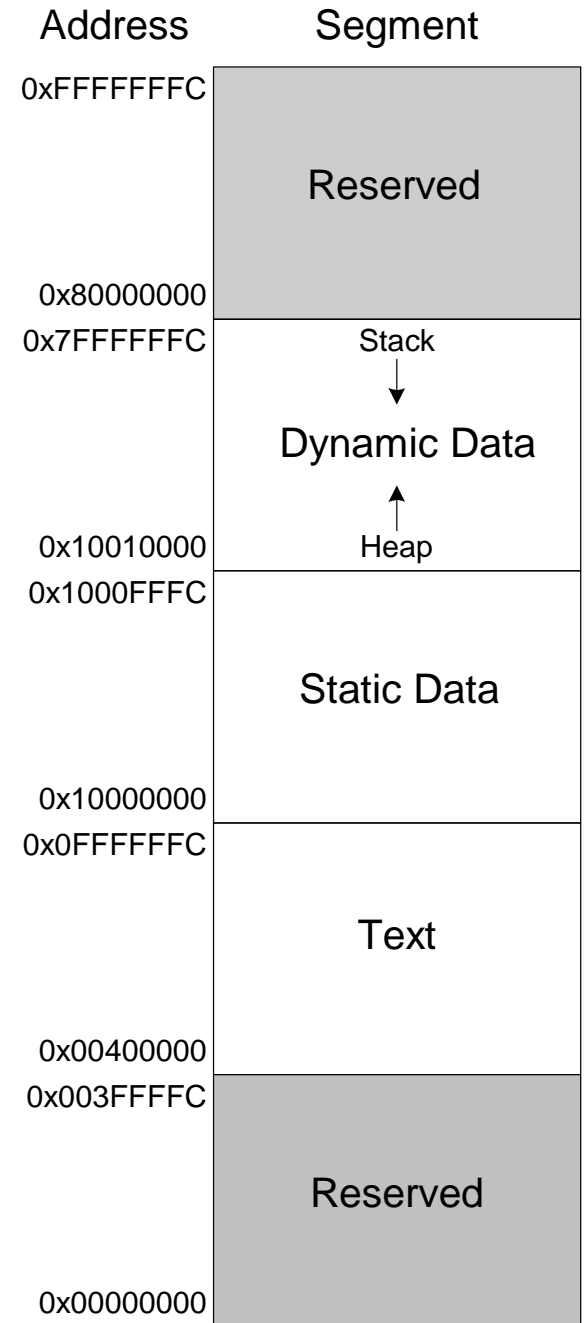 Address Segment
0xFFFFFFFC
Reserved
0x80000000
0x7FFFFFFC Stack
Dynamic Data
0x10010000 Heap
0x1000FFFC
Static Data
0x10000000
0x0FFFFFFC
Text
0x00400000
0x003FFFFC
Reserved
0x00000000